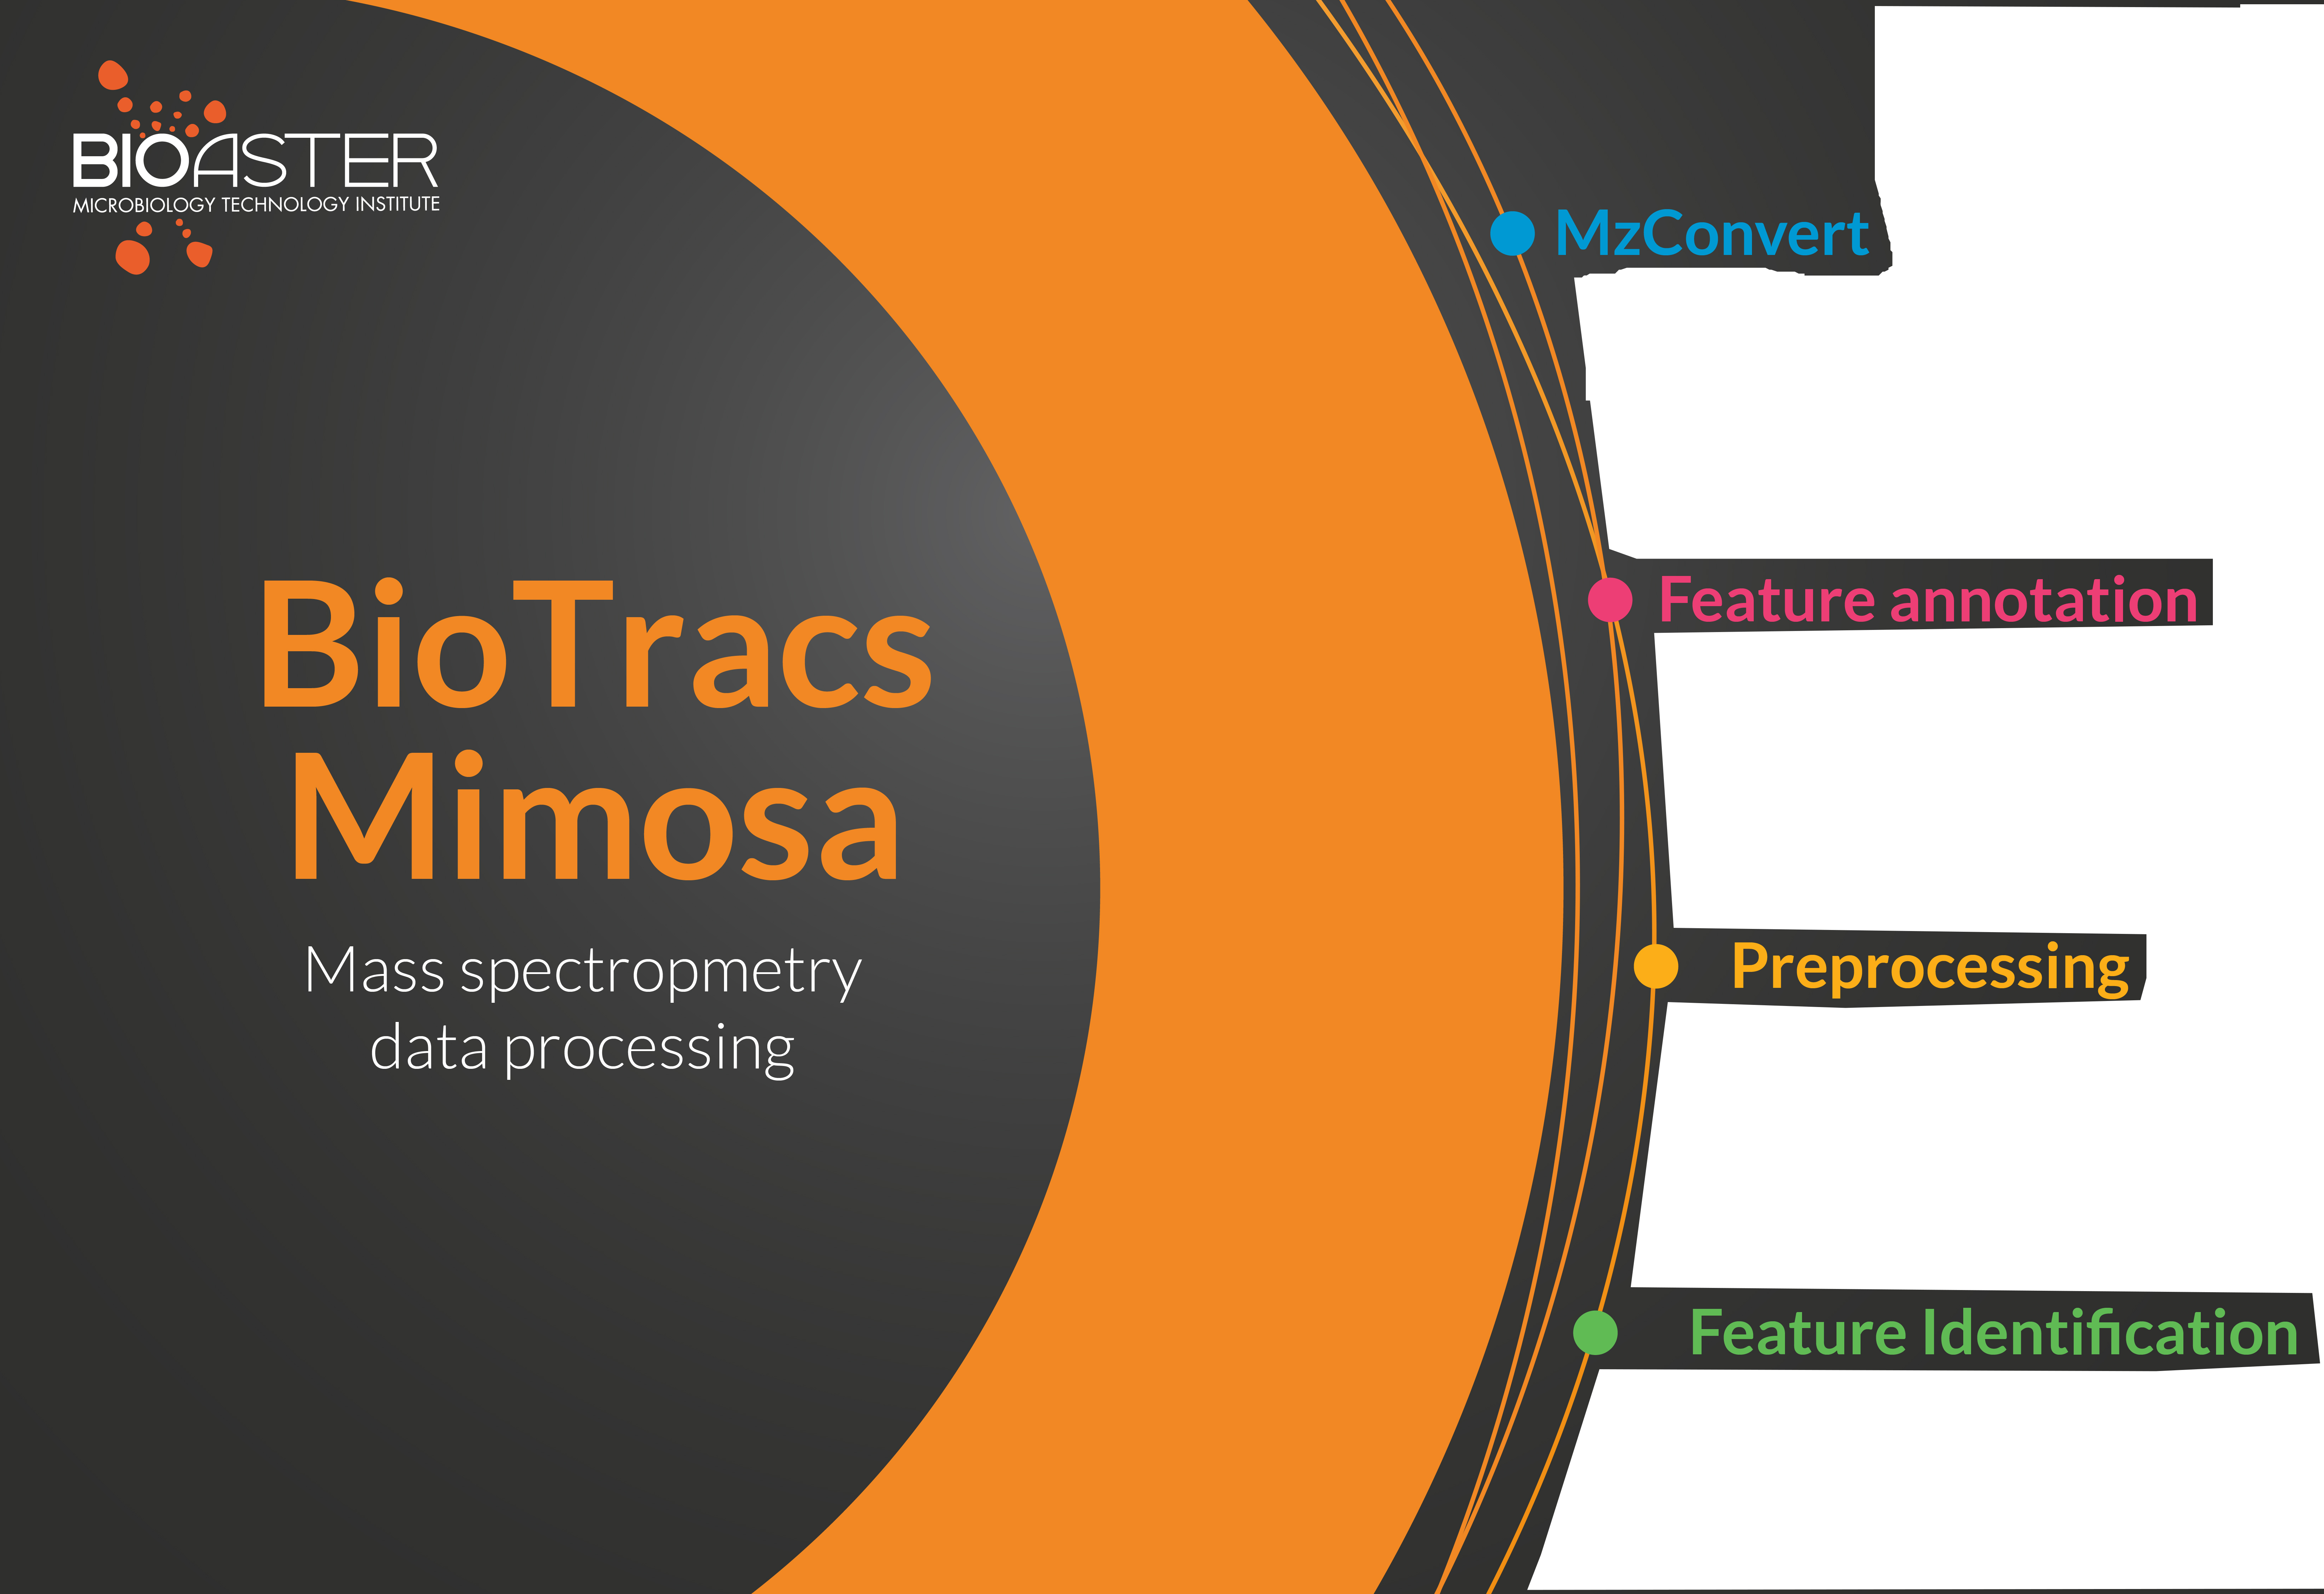 BIOASTER
MICROBIOLOGY TECHNOLOGY INSTITUTE
BioTracs
Mimosa
Mass spectropmetry
data processing
MzConvert
Feature annotation
Preprocessing
Feature Identification